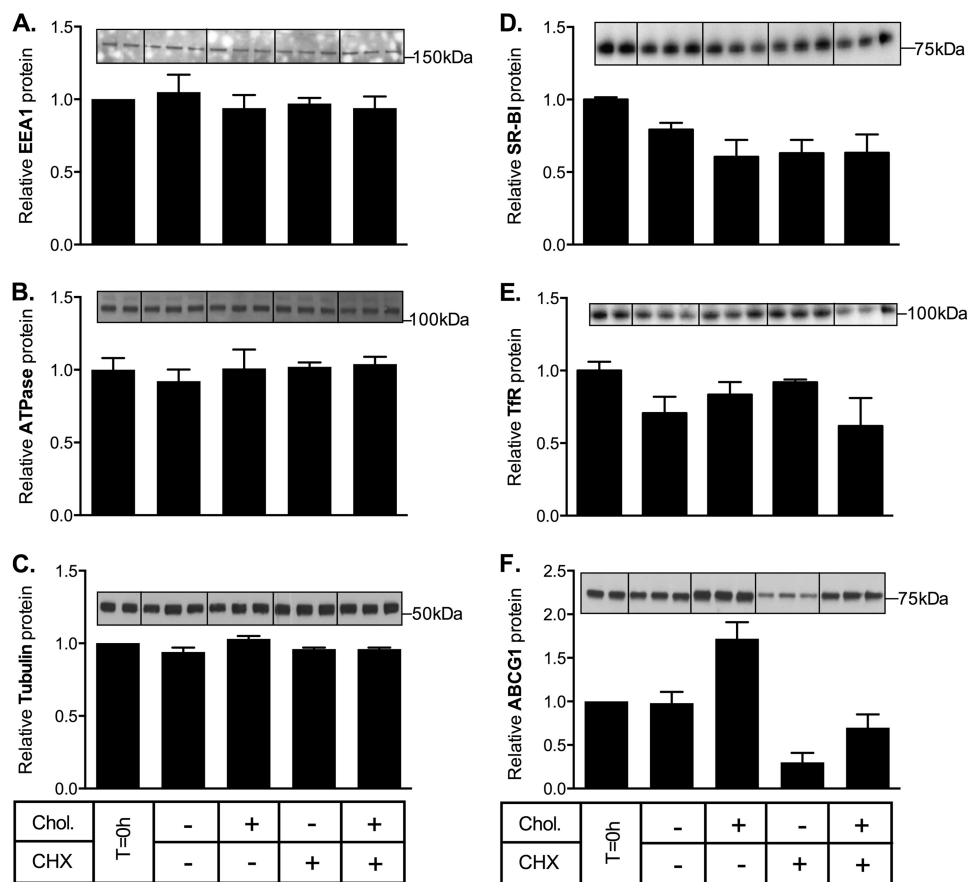 A.
Relative EEA1 protein
1.5
1.0
0.5
0.0
150kDa
B.
Relative ATPase protein
1.5
1.0
0.5
0.0
100kDa
C.
Relative Tubulin protein
1.5
1.0
0.5
0.0
50kDa
Chol. T=0h - + - +
CHX - - + +
D.
Relative SR-BI protein
1.5
1.0
0.5
0.0
75kDa
E.
Relative TfR protein
1.5
1.0
0.5
0.0
100kDa
F.
Relative ABCG1 protein
2.5
2.0
1.5
1.0
0.5
0.0
75kDa
Chol. T=0h - + - +
CHX - - + +